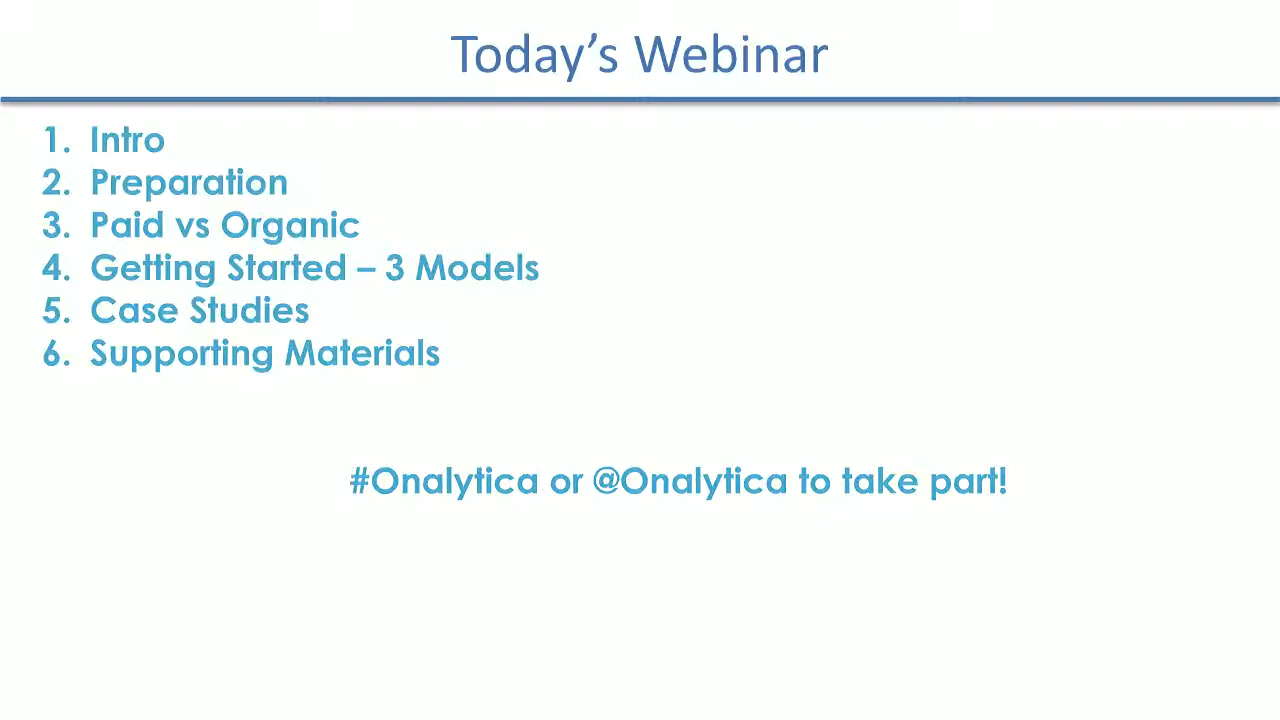 Today’s Webinar
1. Intro
2. Preparation
3. Paid vs Organic
4. Getting Started – 3 Models
5. Case Studies
6. Supporting Materials
#Onalytica or @Onalytica to take part!